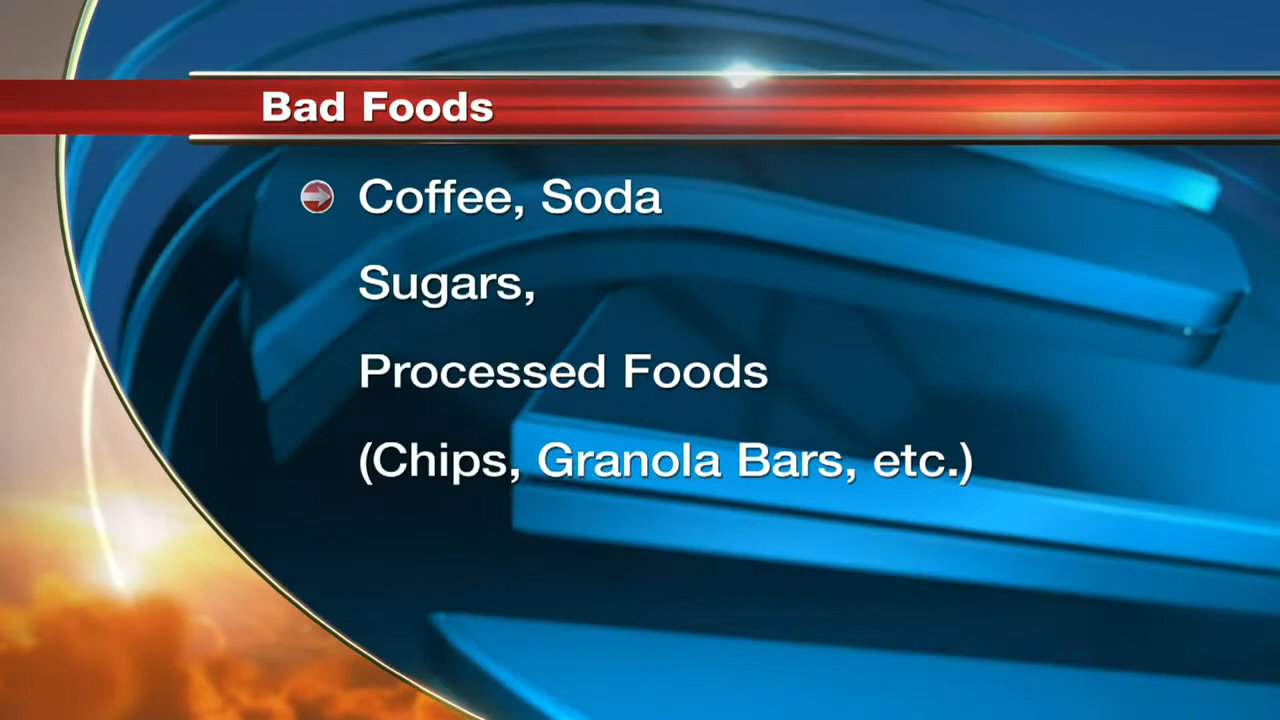 Bad Foods
Coffee, Soda
Sugars,
Processed Foods
(Chips, Granola Bars, etc.)